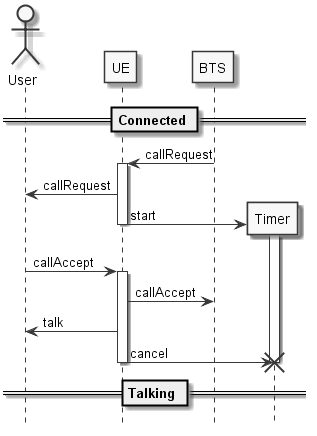 User
UE
BTS
Connected
callRequest
callRequest
start
Timer
callAccept
callAccept
talk
cancel
Talking